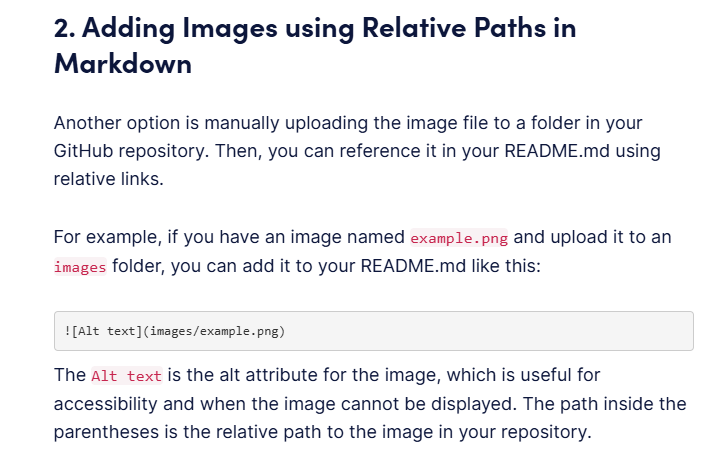 2. Adding Images using Relative Paths in
Markdown
Another option is manually uploading the image file to a folder in your
GitHub repository. Then, you can reference it in your README.md using
relative links.
For example, if you have an image named example.png and upload it to an
images folder, you can add it to your README.md like this:
![Alt text](images/example.png)
The Alt text is the alt attribute for the image, which is useful for
accessibility and when the image cannot be displayed. The path inside the
parentheses is the relative path to the image in your repository.